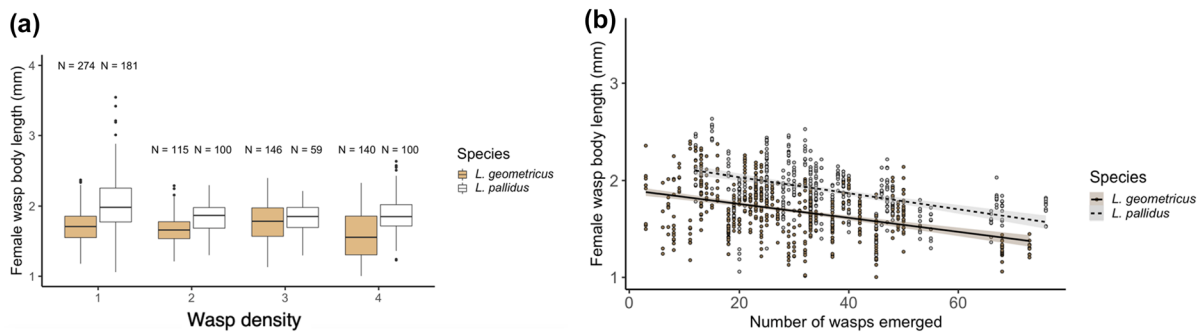 (a)
Female wasp body length (mm)
4
3
2
1
N = 274 N = 181
N = 115 N = 100
N = 146 N = 59
N = 140 N = 100
1 2 3 4
Wasp density
Species
L. geometricus
L. pallidus
(b)
Female wasp body length (mm)
3
2
1
0 20 40 60
Number of wasps emerged
Species
L. geometricus
L. pallidus